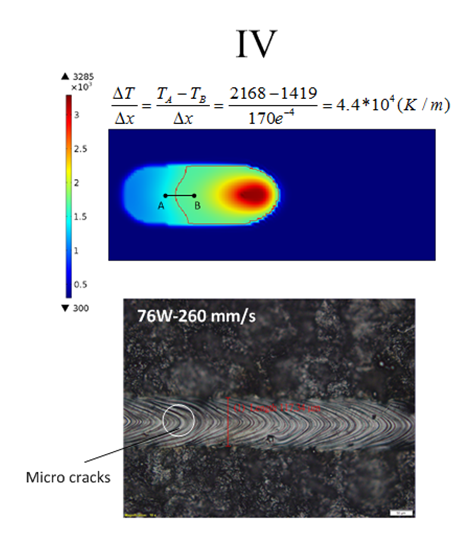 IV
▲ 3285
×10³
3
2.5
2
1.5
1
0.5
▼ 300
ΔT/Δx = (T_A − T_B)/Δx = (2168−1419)/170e⁻⁴ = 4.4*10⁴(K / m)
A B
76W-260 mm/s
Micro cracks